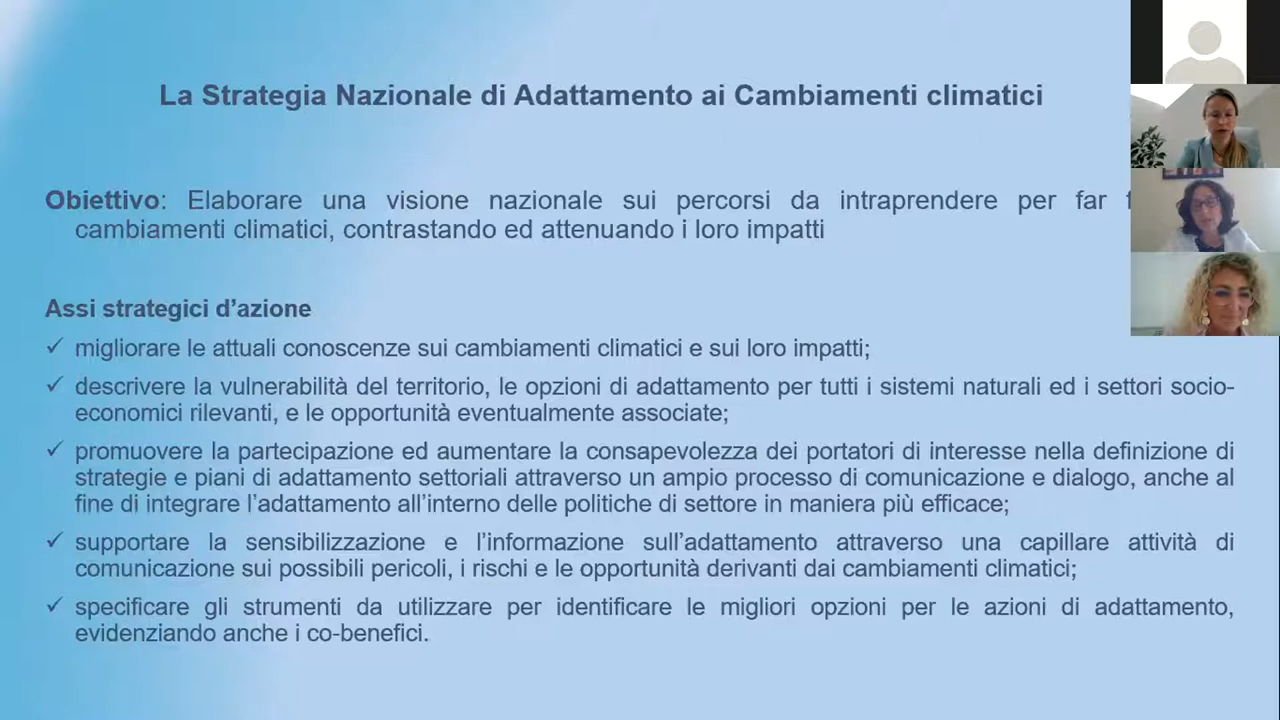 La Strategia Nazionale di Adattamento ai Cambiamenti climatici
Obiettivo: Elaborare una visione nazionale sui percorsi da intraprendere per far
cambiamenti climatici, contrastando ed attenuando i loro impatti
Assi strategici d’azione
✓ migliorare le attuali conoscenze sui cambiamenti climatici e sui loro impatti;
✓ descrivere la vulnerabilità del territorio, le opzioni di adattamento per tutti i sistemi naturali ed i settori socio-
economici rilevanti, e le opportunità eventualmente associate;
✓ promuovere la partecipazione ed aumentare la consapevolezza dei portatori di interesse nella definizione di
strategie e piani di adattamento settoriali attraverso un ampio processo di comunicazione e dialogo, anche al
fine di integrare l’adattamento all’interno delle politiche di settore in maniera più efficace;
✓ supportare la sensibilizzazione e l’informazione sull’adattamento attraverso una capillare attività di
comunicazione sui possibili pericoli, i rischi e le opportunità derivanti dai cambiamenti climatici;
✓ specificare gli strumenti da utilizzare per identificare le migliori opzioni per le azioni di adattamento,
evidenziando anche i co-benefici.